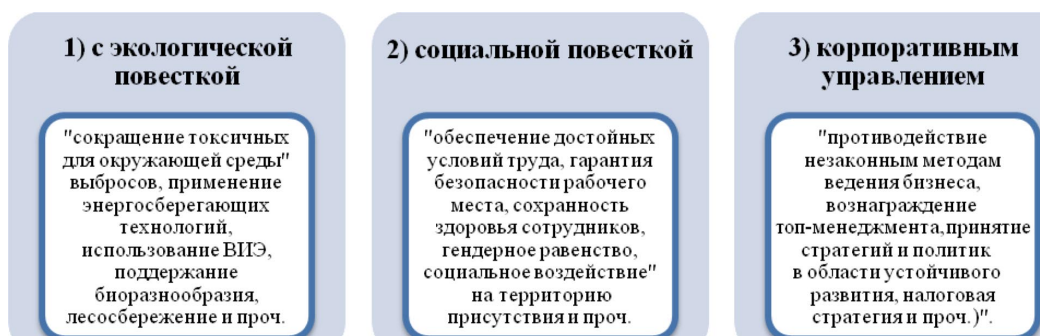 1) с экологической
повесткой
"сокращение токсичных
для окружающей среды"
выбросов, применение
энергосберегающих
технологий,
использование ВИЭ,
поддержание
биоразнообразия,
лесосбережение и проч.
2) социальной повесткой
"обеспечение достойных
условий труда, гарантия
безопасности рабочего
места, сохранность
здоровья сотрудников,
гендерное равенство,
социальное воздействие"
на территорию
присутствия и проч.
3) корпоративным
управлением
"противодействие
незаконным методам
ведения бизнеса,
вознаграждение
топ-менеджмента, принятие
стратегий и политик
в области устойчивого
развития, налоговая
стратегия и проч.)".